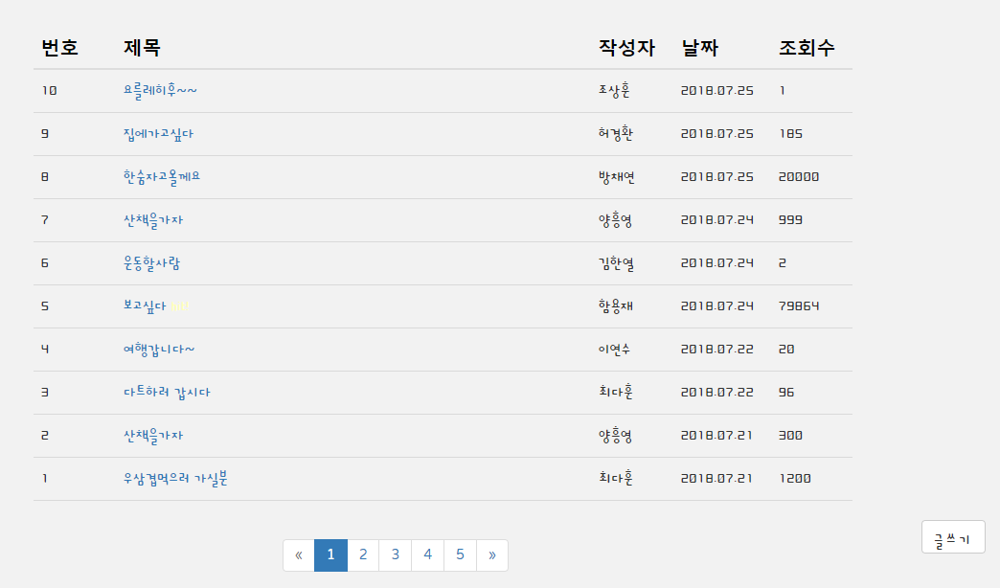 번호 제목 작성자 날짜 조회수
10 요를레히후~~ 조상훈 2018.07.25 1
9 집에가고싶다 허경환 2018.07.25 185
8 한숨자고올게요 방채연 2018.07.25 20000
7 산책을가자 양흥영 2018.07.24 999
6 운동할사람 김한열 2018.07.24 2
5 보고싶다 함용재 2018.07.24 79864
4 여행갑니다~ 이연수 2018.07.22 20
3 다트하러 갑시다 최다훈 2018.07.22 96
2 산책을가자 양흥영 2018.07.21 300
1 우삼겹먹으러 가실분 최다훈 2018.07.21 1200
글쓰기
« 1 2 3 4 5 »